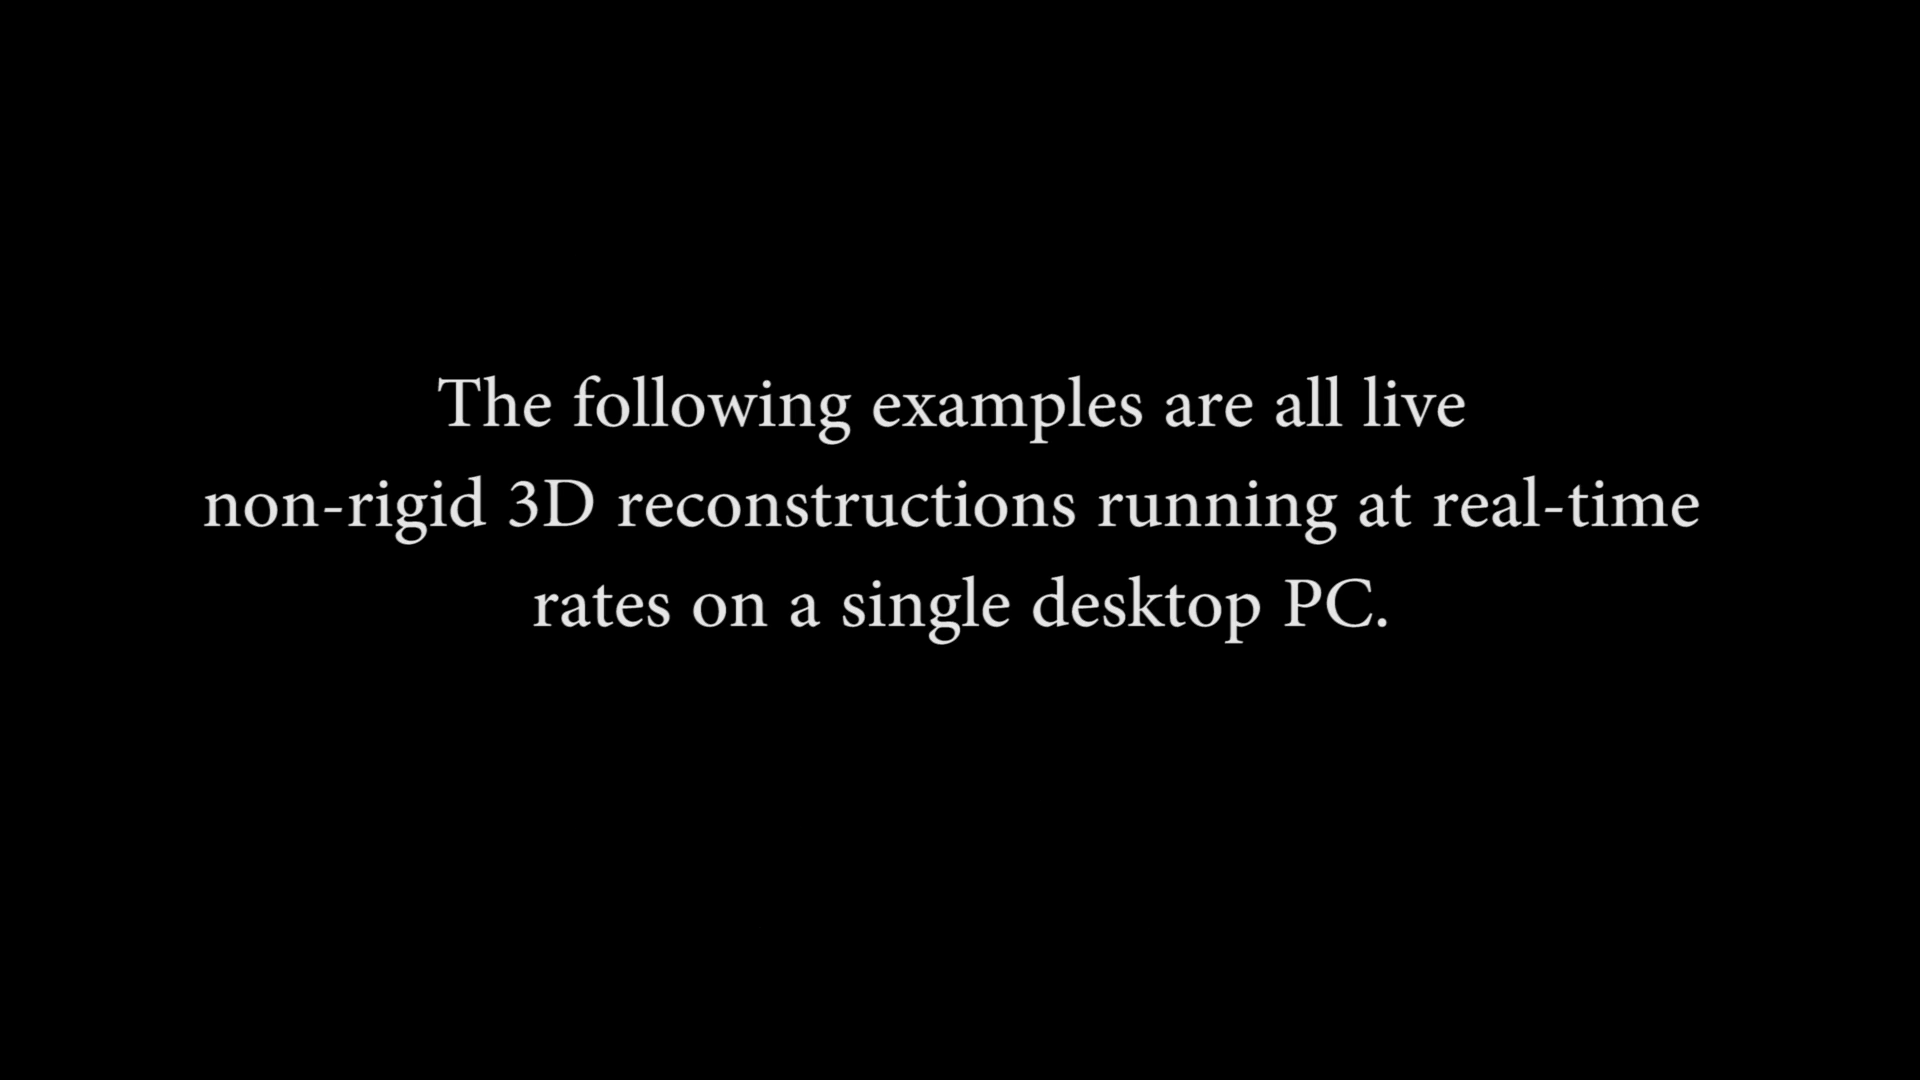 The following examples are all live
non-rigid 3D reconstructions running at real-time
rates on a single desktop PC.